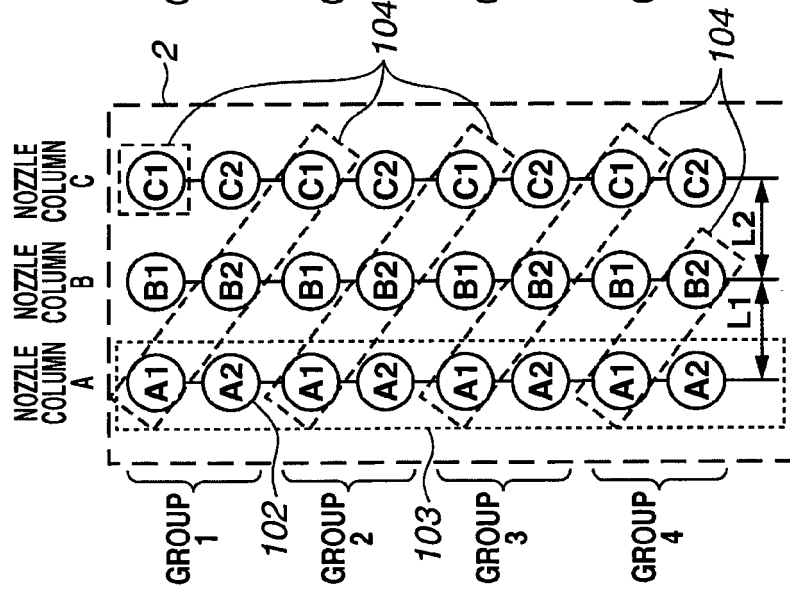 NOZZLE COLUMN A
NOZZLE COLUMN B
NOZZLE COLUMN C
2
GROUP 1
A1 B1 C1
A2 B2 C2
102
104
GROUP 2
A1 B1 C1
A2 B2 C2
103
GROUP 3
A1 B1 C1
A2 B2 C2
GROUP 4
A1 B1 C1
A2 B2 C2
104
L1 L2